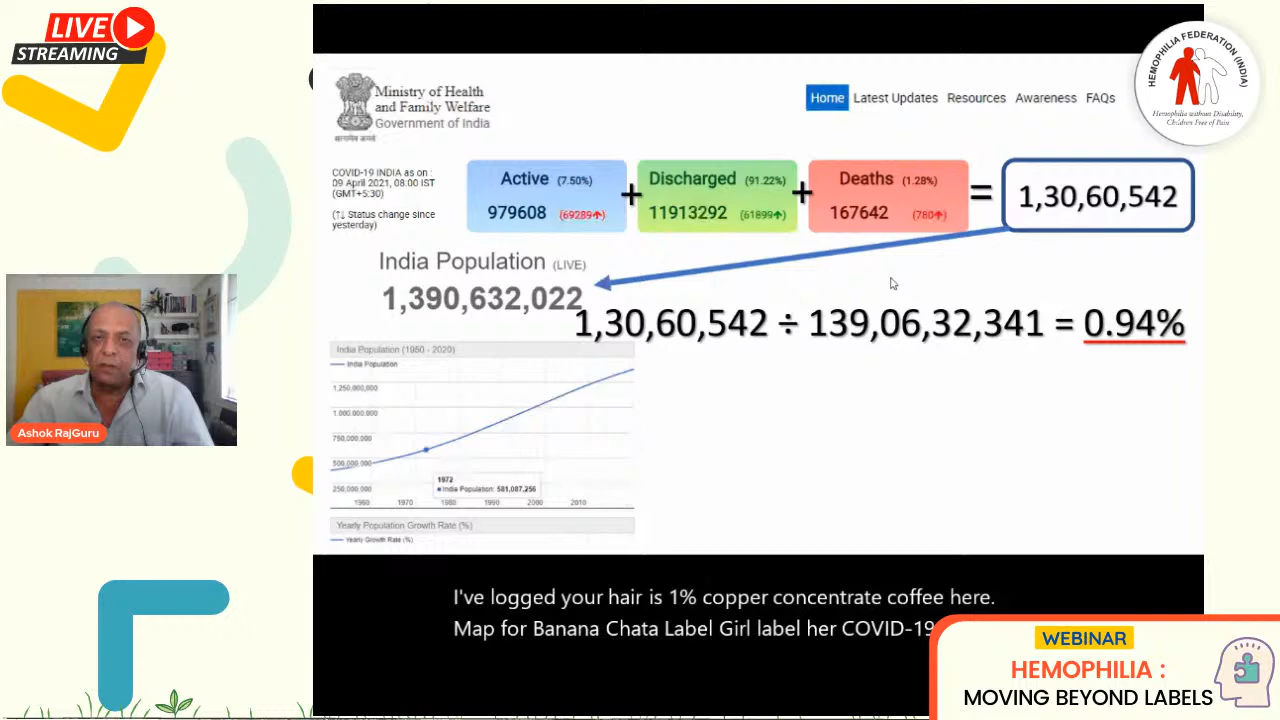 LIVE
STREAMING
HEMOPHILIA FEDERATION (INDIA)
Hemophilia without Disability,
Children Free of Pain
Ministry of Health
and Family Welfare
Government of India
Home Latest Updates Resources Awareness FAQs
COVID-19 INDIA as on :
09 April 2021, 08:00 IST
(GMT+5:30)
(↑↓ Status change since
yesterday)
Active (7.50%)
979608 (69289↑)
+
Discharged (91.22%)
11913292 (61899↑)
+
Deaths (1.28%)
167642 (780↑)
=
1,30,60,542
India Population (LIVE)
1,390,632,022
1,30,60,542 ÷ 139,06,32,341 = 0.94%
India Population (1950 - 2020)
India Population
1,250,000,000
1,000,000,000
750,000,000
500,000,000
250,000,000
1972
India Population: 581,087,256
1960 1970 1980 1990 2000 2010
Yearly Population Growth Rate (%)
Yearly Growth Rate (%)
Ashok RajGuru
I've logged your hair is 1% copper concentrate coffee here.
Map for Banana Chata Label Girl label her COVID-19
WEBINAR
HEMOPHILIA :
MOVING BEYOND LABELS